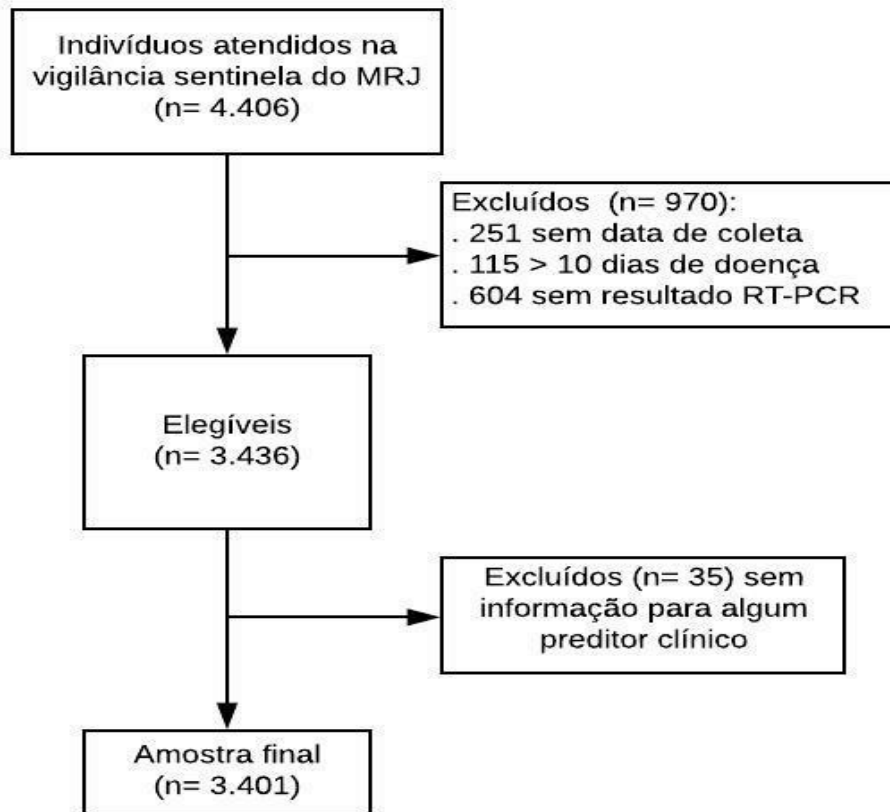 Indivíduos atendidos na
vigilância sentinela do MRJ
(n= 4.406)
Excluídos (n= 970):
. 251 sem data de coleta
. 115 > 10 dias de doença
. 604 sem resultado RT-PCR
Elegíveis
(n= 3.436)
Excluídos (n= 35) sem
informação para algum
preditor clínico
Amostra final
(n= 3.401)